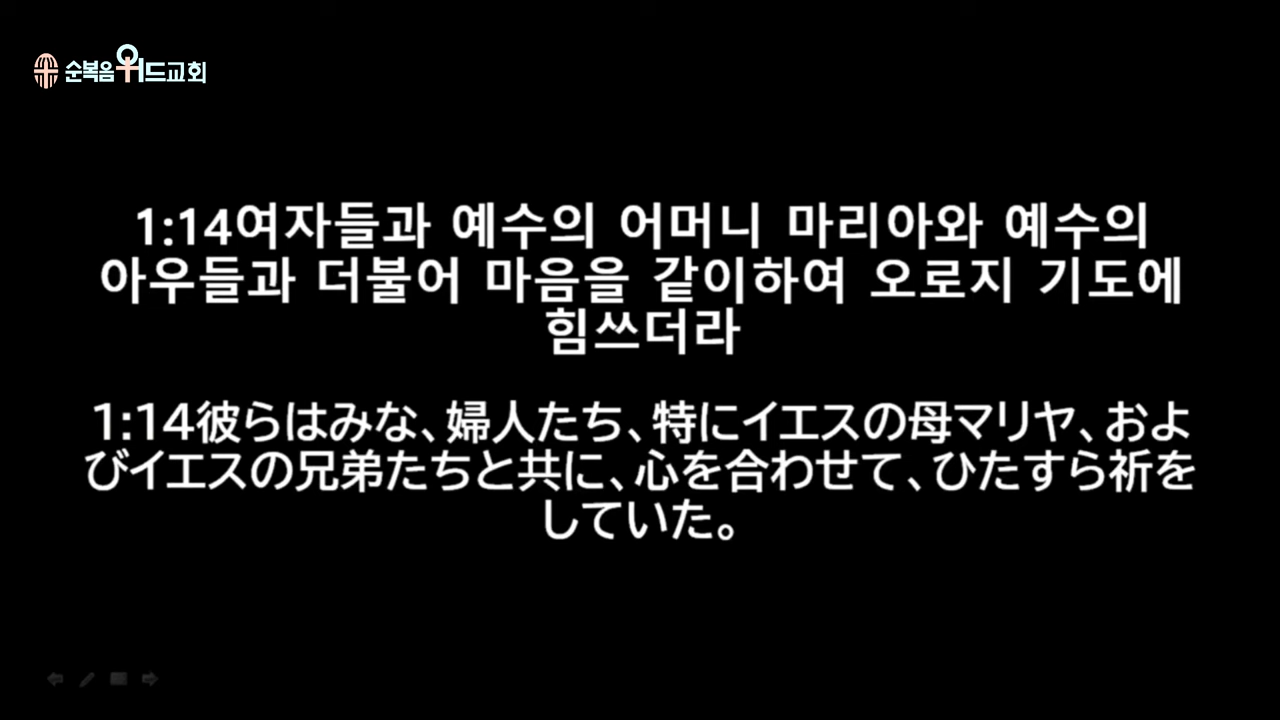 순복음위드교회
1:14여자들과 예수의 어머니 마리아와 예수의
아우들과 더불어 마음을 같이하여 오로지 기도에
힘쓰더라
1:14彼らはみな、婦人たち、特にイエスの母マリヤ、およ
びイエスの兄弟たちと共に、心を合わせて、ひたすら祈を
していた。